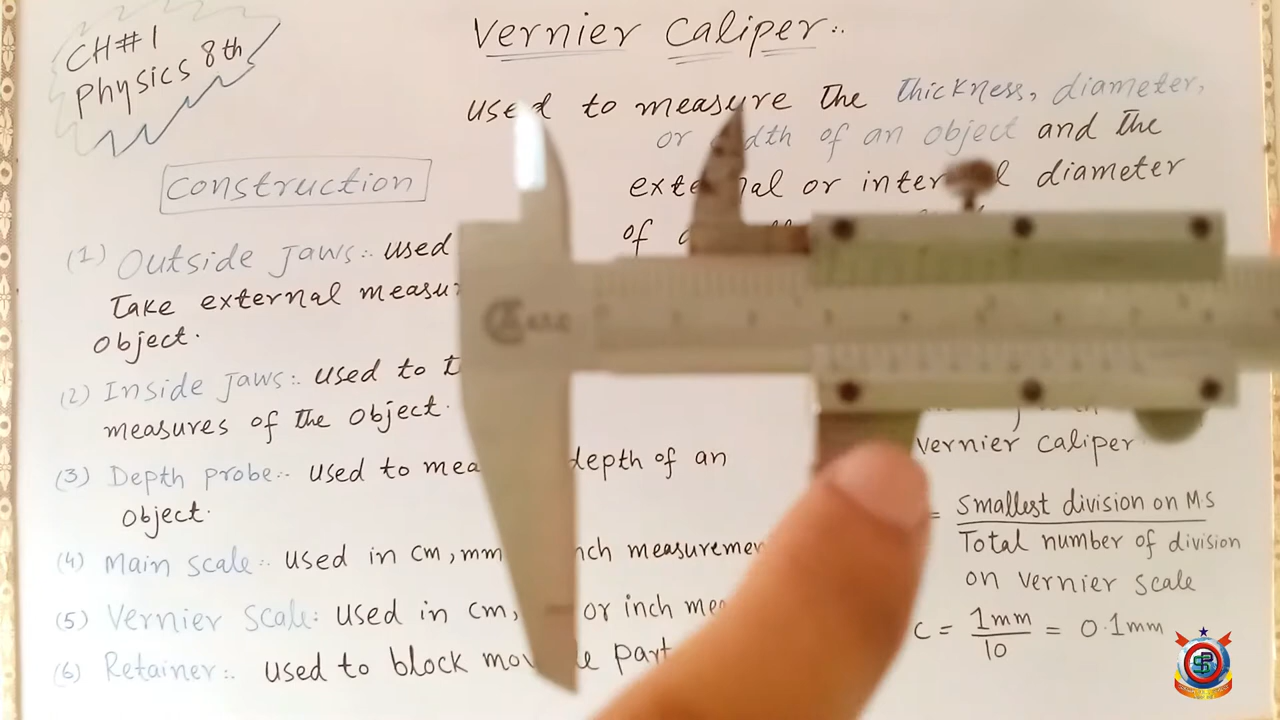 CH#1
Physics 8th
Vernier Caliper:.
used to measure the thickness, diameter,
or of an object and the
or diameter
of
Construction
(1) Outside jaws:. used
Take external
object.
(2) Inside jaws:. used to
measures of the object.
(3) Depth probe:. used to depth of an
object.
(4) Main scale:. used in cm, mm
(5) Vernier scale: used in cm, or inch
(6) Retainer:. used to block part
vernier caliper
= smallest division on MS
Total number of division
on vernier scale
C = 1mm
10 = 0.1mm